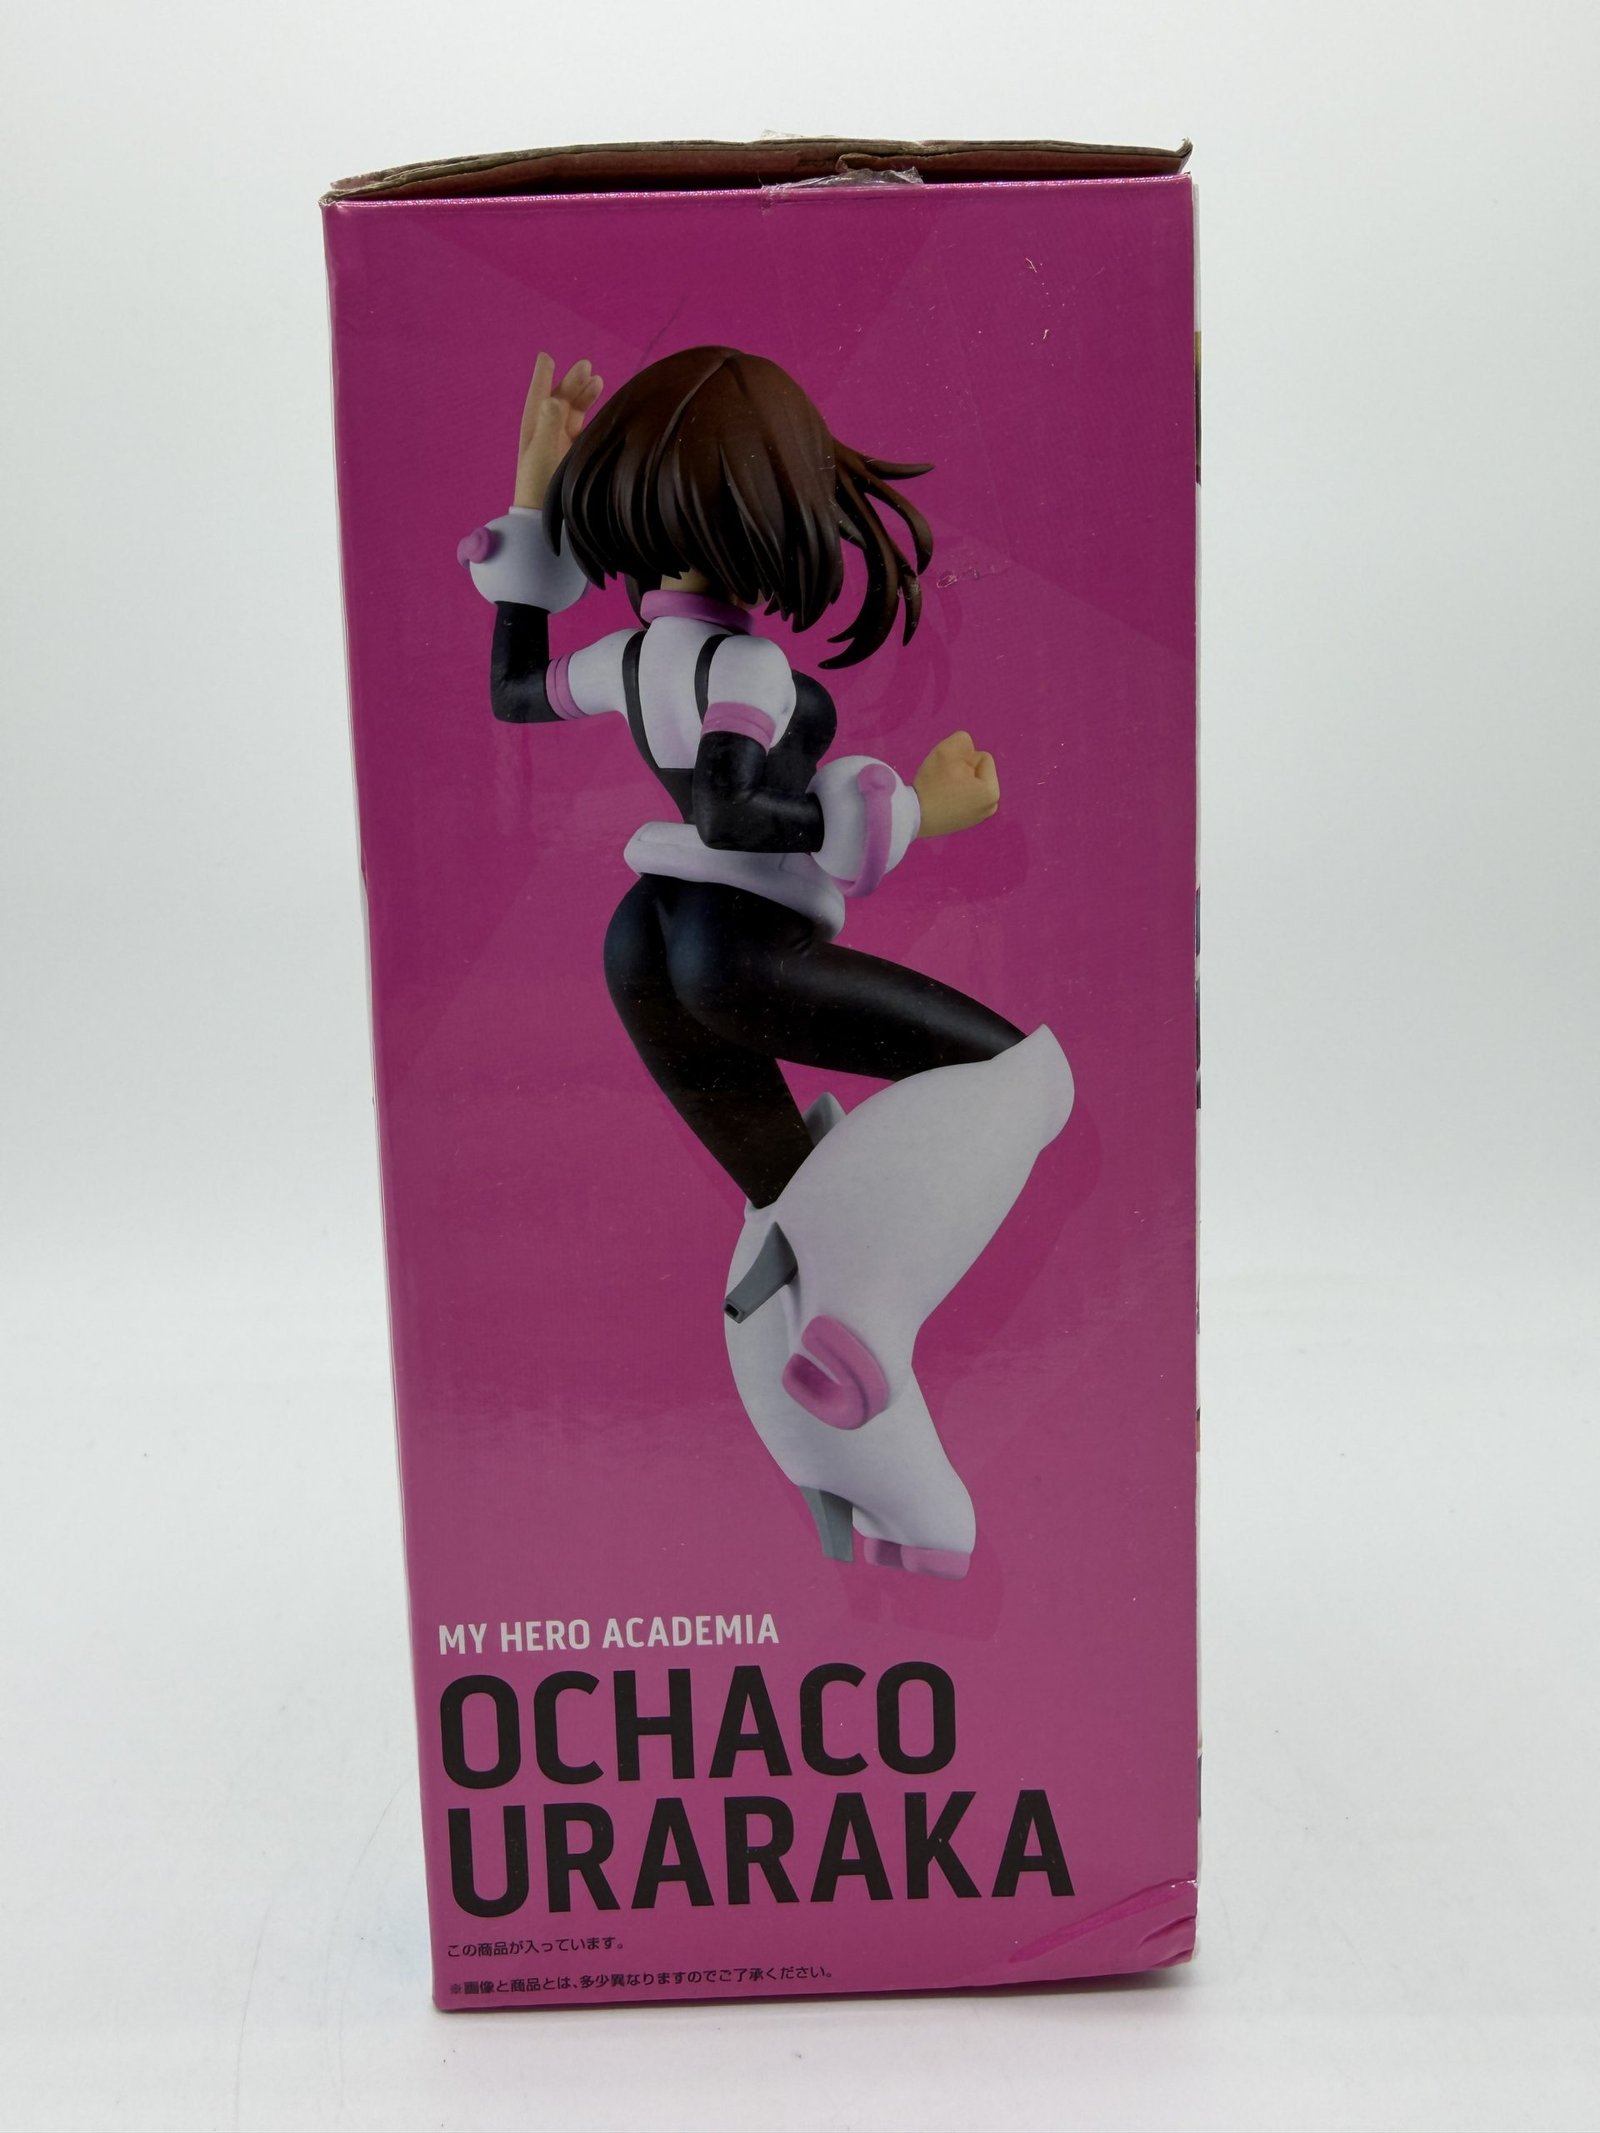 MY HERO ACADEMIA
OCHACO
URARAKA
この商品が入っています。
※画像と商品とは、多少異なりますのでご了承ください。